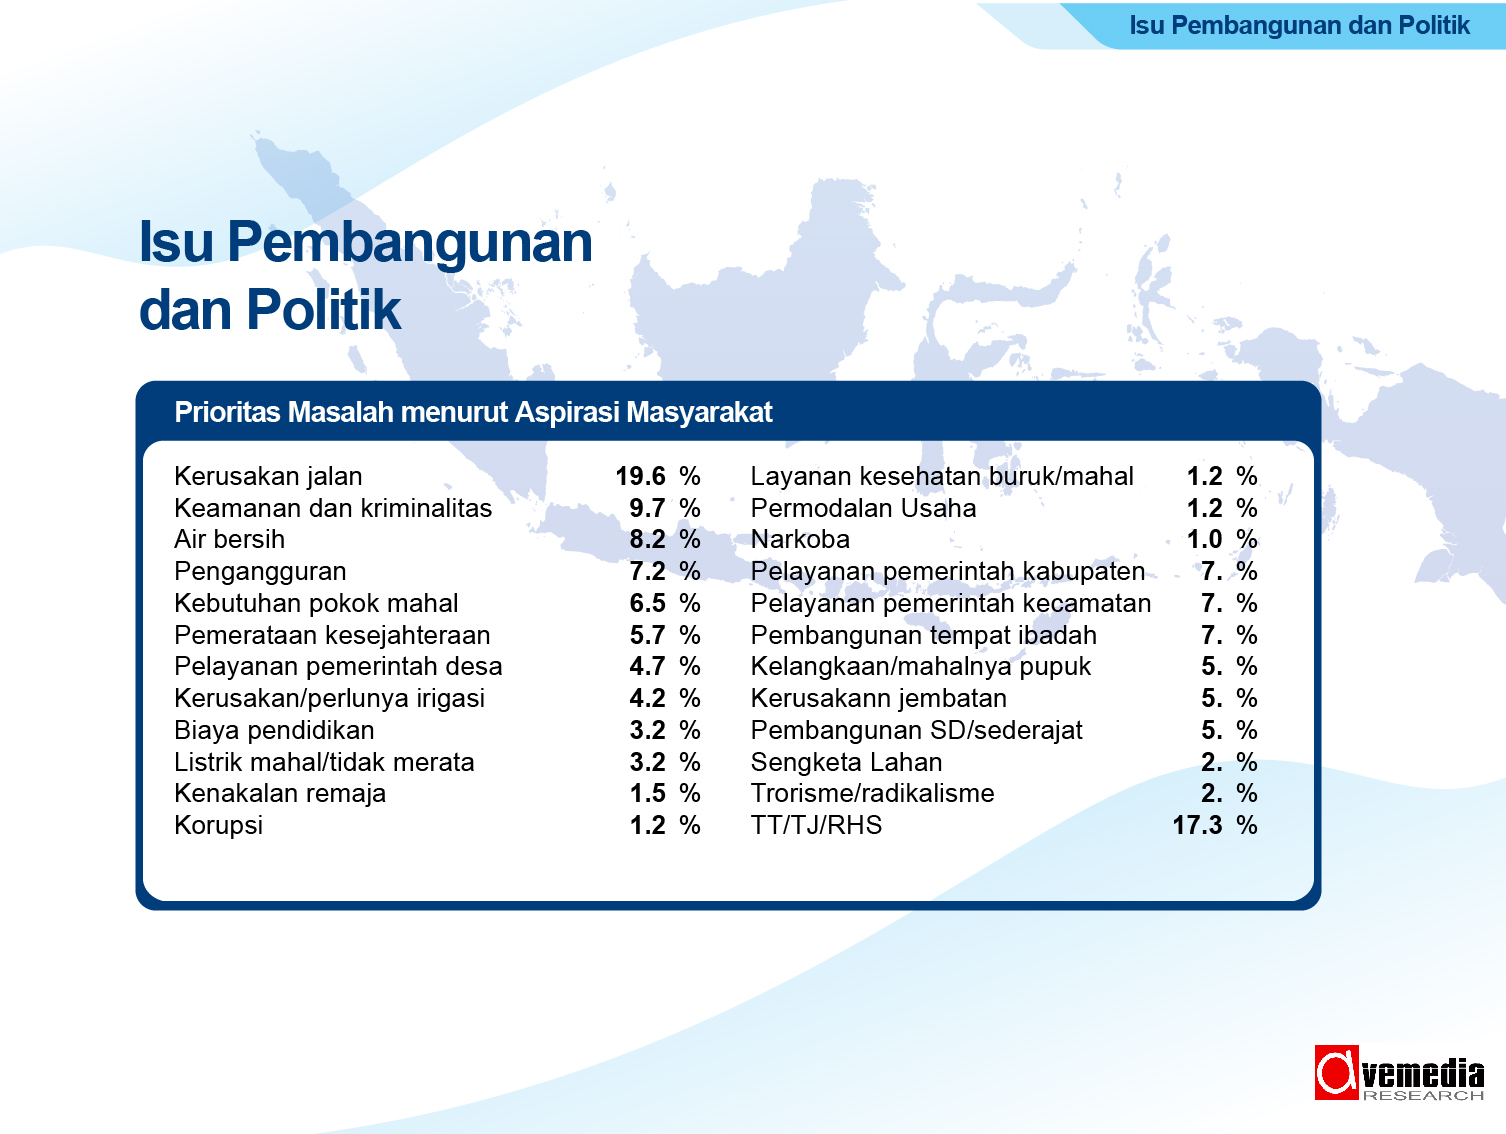 Isu Pembangunan dan Politik
Isu Pembangunan
dan Politik
Prioritas Masalah menurut Aspirasi Masyarakat
Kerusakan jalan 19.6 %
Keamanan dan kriminalitas 9.7 %
Air bersih 8.2 %
Pengangguran 7.2 %
Kebutuhan pokok mahal 6.5 %
Pemerataan kesejahteraan 5.7 %
Pelayanan pemerintah desa 4.7 %
Kerusakan/perlunya irigasi 4.2 %
Biaya pendidikan 3.2 %
Listrik mahal/tidak merata 3.2 %
Kenakalan remaja 1.5 %
Korupsi 1.2 %
Layanan kesehatan buruk/mahal 1.2 %
Permodalan Usaha 1.2 %
Narkoba 1.0 %
Pelayanan pemerintah kabupaten 7. %
Pelayanan pemerintah kecamatan 7. %
Pembangunan tempat ibadah 7. %
Kelangkaan/mahalnya pupuk 5. %
Kerusakann jembatan 5. %
Pembangunan SD/sederajat 5. %
Sengketa Lahan 2. %
Trorisme/radikalisme 2. %
TT/TJ/RHS 17.3 %
avemedia
RESEARCH